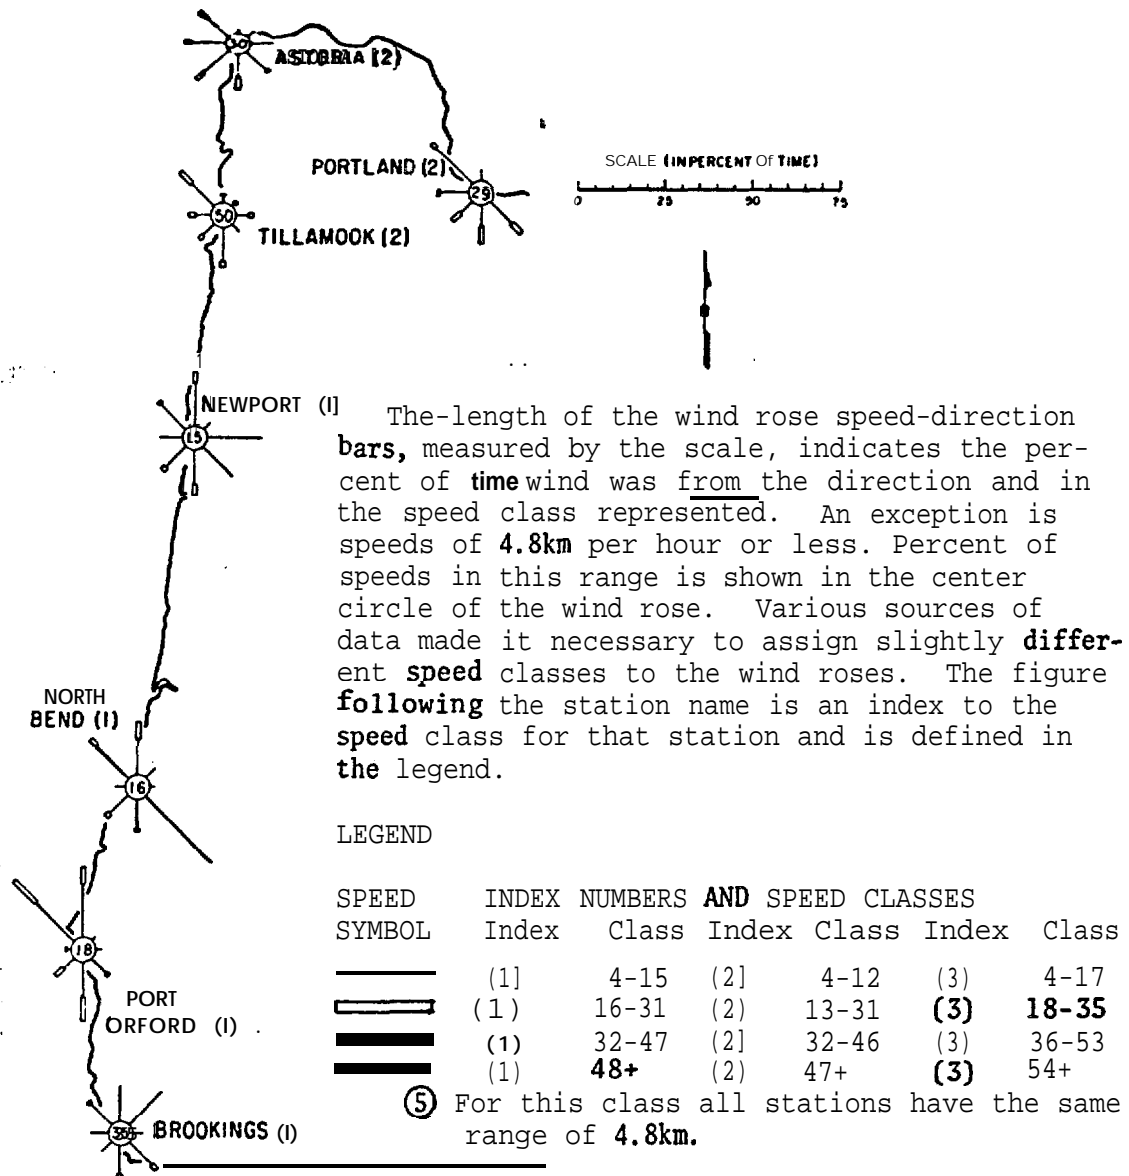 30
ASTORIA (2)
PORTLAND (2)
29
SCALE (IN PERCENT Of TIME)
0 25 50 75
50
TILLAMOOK (2)
NEWPORT (I]
15
The-length of the wind rose speed-direction
bars, measured by the scale, indicates the per-
cent of time wind was from the direction and in
the speed class represented. An exception is
speeds of 4.8km per hour or less. Percent of
speeds in this range is shown in the center
circle of the wind rose. Various sources of
data made it necessary to assign slightly differ-
ent speed classes to the wind roses. The figure
following the station name is an index to the
speed class for that station and is defined in
the legend.
NORTH
BEND (I)
16
LEGEND
SPEED INDEX NUMBERS AND SPEED CLASSES
SYMBOL Index Class Index Class Index Class
(1] 4-15 (2] 4-12 (3) 4-17
(1) 16-31 (2) 13-31 (3) 18-35
(1) 32-47 (2] 32-46 (3) 36-53
(1) 48+ (2) 47+ (3) 54+
18
PORT
ORFORD (I)
5 For this class all stations have the same
range of 4.8km.
BROOKINGS (I)